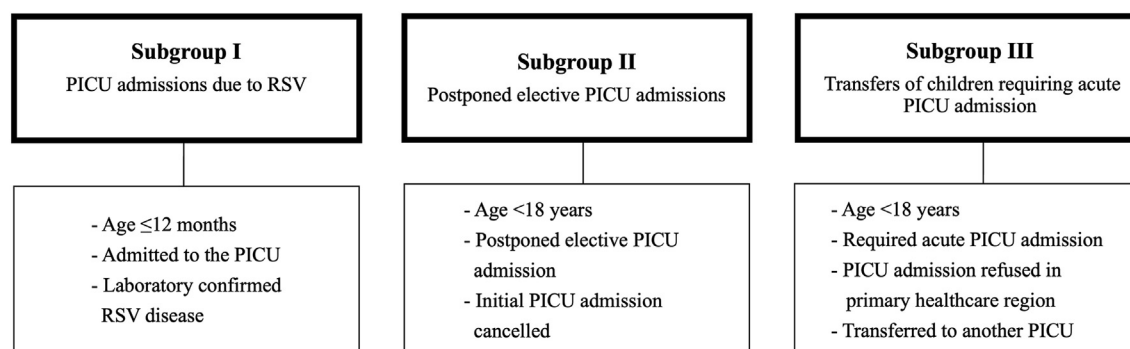 Subgroup I
PICU admissions due to RSV
- Age ≤12 months
- Admitted to the PICU
- Laboratory confirmed
RSV disease
Subgroup II
Postponed elective PICU admissions
- Age <18 years
- Postponed elective PICU
admission
- Initial PICU admission
cancelled
Subgroup III
Transfers of children requiring acute
PICU admission
- Age <18 years
- Required acute PICU admission
- PICU admission refused in
primary healthcare region
- Transferred to another PICU